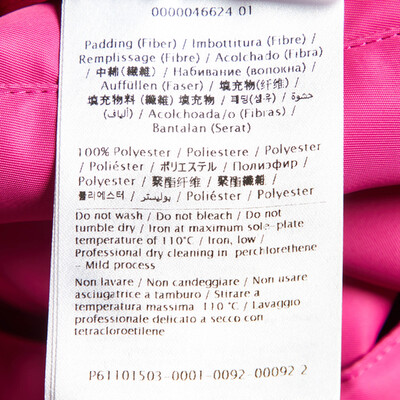 0000046624 01
Padding (Fiber) / Imbottitura (Fibre) /
Remplissage (Fibre) / Acolchado (Fibra)
/ 中綿(繊維) / Набивание (волокна) /
Auffüllen (Faser) / 填充物(纤维) /
填充物料 (纖維) 填充物 / 패딩(섬유) / حشوة
(ألياف) / Acolchoada/o (Fibras) /
Bantalan (Serat)
100% Polyester / Poliestere / Polyester
/ Poliéster / ポリエステル / Полиэфир /
Polyester / 聚酯纤维 / 聚酯纖維 /
폴리에스터 / بوليستر / Poliéster / Polyester
Do not wash / Do not bleach / Do not
tumble dry / Iron at maximum sole-plate
temperature of 110°C / Iron, low /
Professional dry cleaning in perchlorethene
- Mild process
Non lavare / Non candeggiare / Non usare
asciugatrice a tamburo / Stirare a
temperatura massima 110°C / Lavaggio
professionale delicato a secco con
tetracloroetilene
P61101503-0001-0092-00092 2